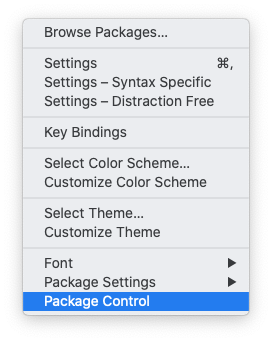 Browse Packages...
Settings ⌘,
Settings – Syntax Specific
Settings – Distraction Free
Key Bindings
Select Color Scheme...
Customize Color Scheme
Select Theme...
Customize Theme
Font ▶
Package Settings ▶
Package Control